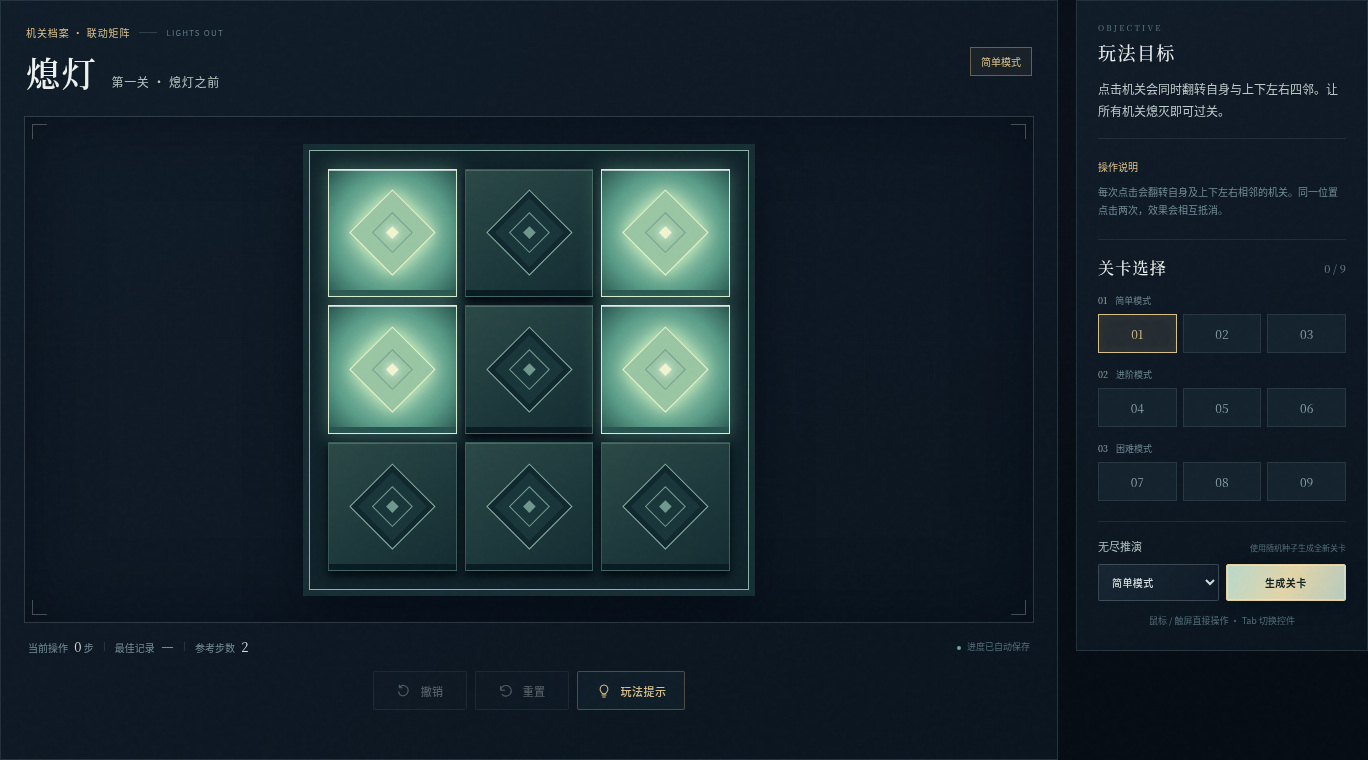 机关档案 · 联动矩阵 LIGHTS OUT
熄灯 第一关 · 熄灯之前
简单模式
当前操作 0 步 最佳记录 — 参考步数 2
进度已自动保存
撤销 重置 玩法提示
OBJECTIVE
玩法目标
点击机关会同时翻转自身与上下左右四邻。让
所有机关熄灭即可过关。
操作说明
每次点击会翻转自身及上下左右相邻的机关。同一位置
点击两次，效果会相互抵消。
关卡选择 0 / 9
01 简单模式
01 02 03
02 进阶模式
04 05 06
03 困难模式
07 08 09
无尽推演 使用随机种子生成全新关卡
简单模式 生成关卡
鼠标 / 触屏直接操作 · Tab 切换控件